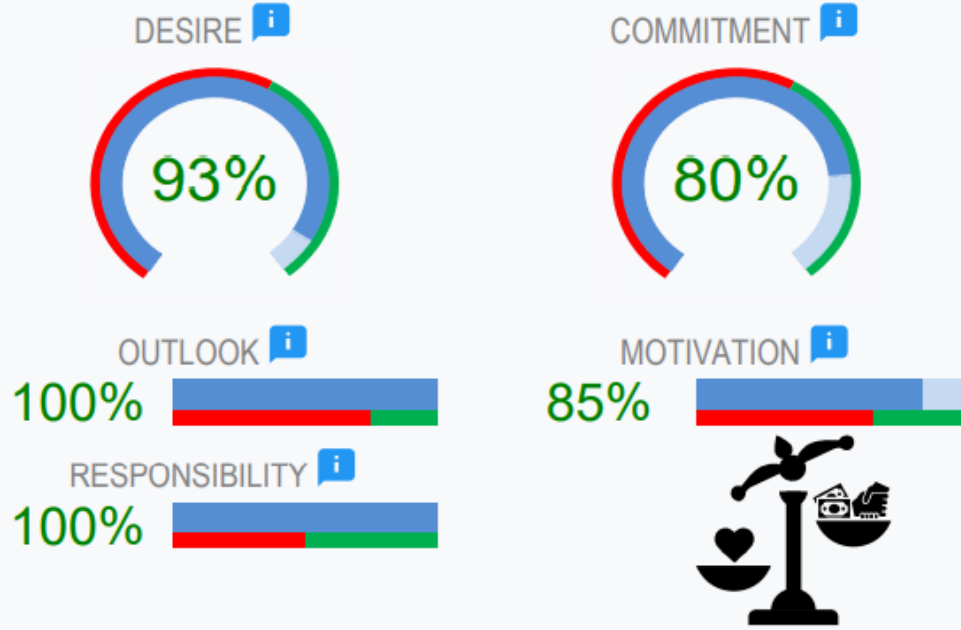 DESIRE i
COMMITMENT i
93%
80%
OUTLOOK i
MOTIVATION i
100%
85%
RESPONSIBILITY i
100%